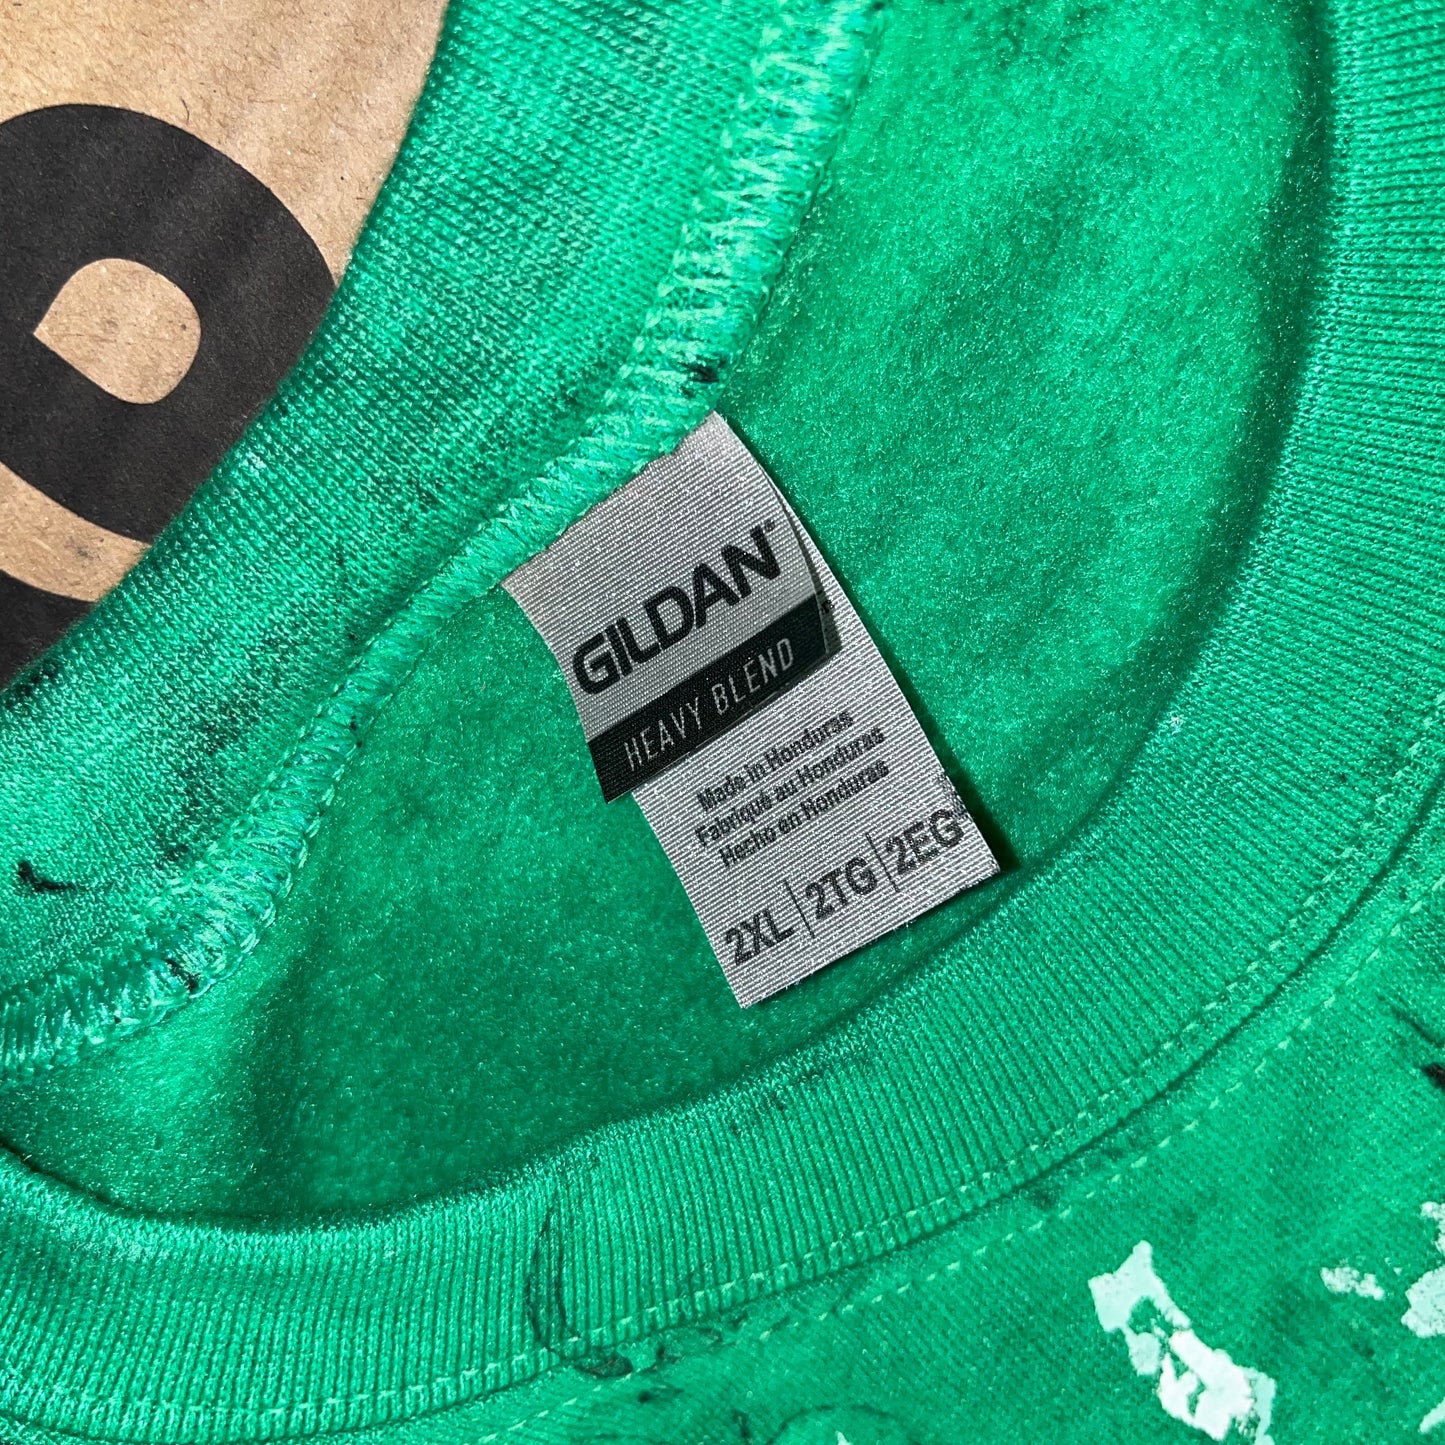 GILDAN
HEAVY BLEND
Made in Honduras
Fabriqué au Honduras
Hecho en Honduras
2XL|2TG|2EG